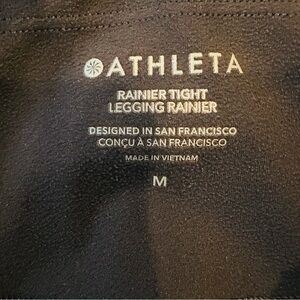 ATHLETA
RAINIER TIGHT
LEGGING RAINIER
DESIGNED IN SAN FRANCISCO
CONÇU À SAN FRANCISCO
MADE IN VIETNAM
M